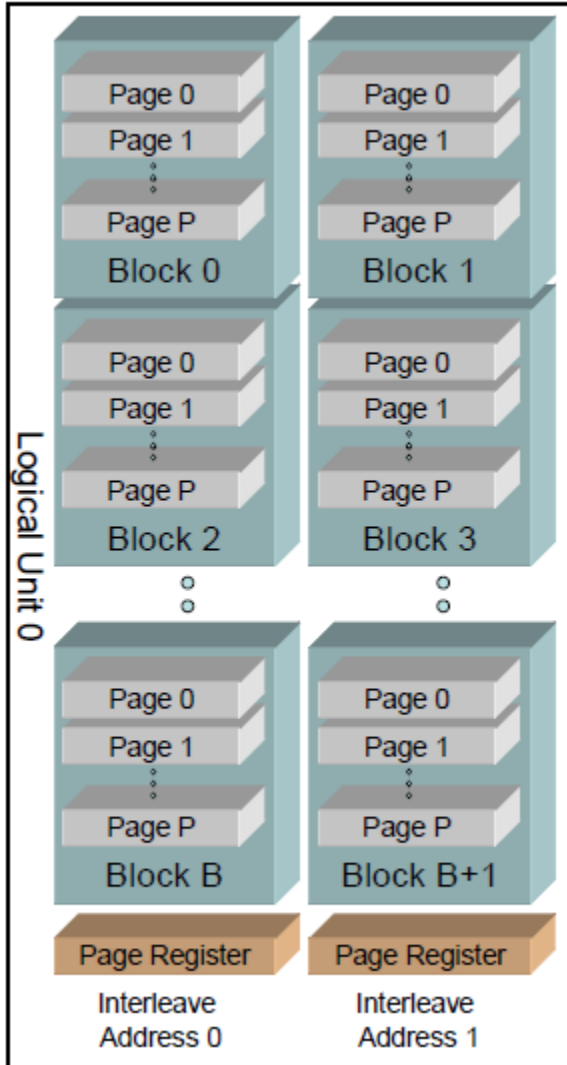 Logical Unit 0
Page 0
Page 1
Page P
Block 0
Page 0
Page 1
Page P
Block 1
Page 0
Page 1
Page P
Block 2
Page 0
Page 1
Page P
Block 3
Page 0
Page 1
Page P
Block B
Page 0
Page 1
Page P
Block B+1
Page Register
Interleave
Address 0
Page Register
Interleave
Address 1